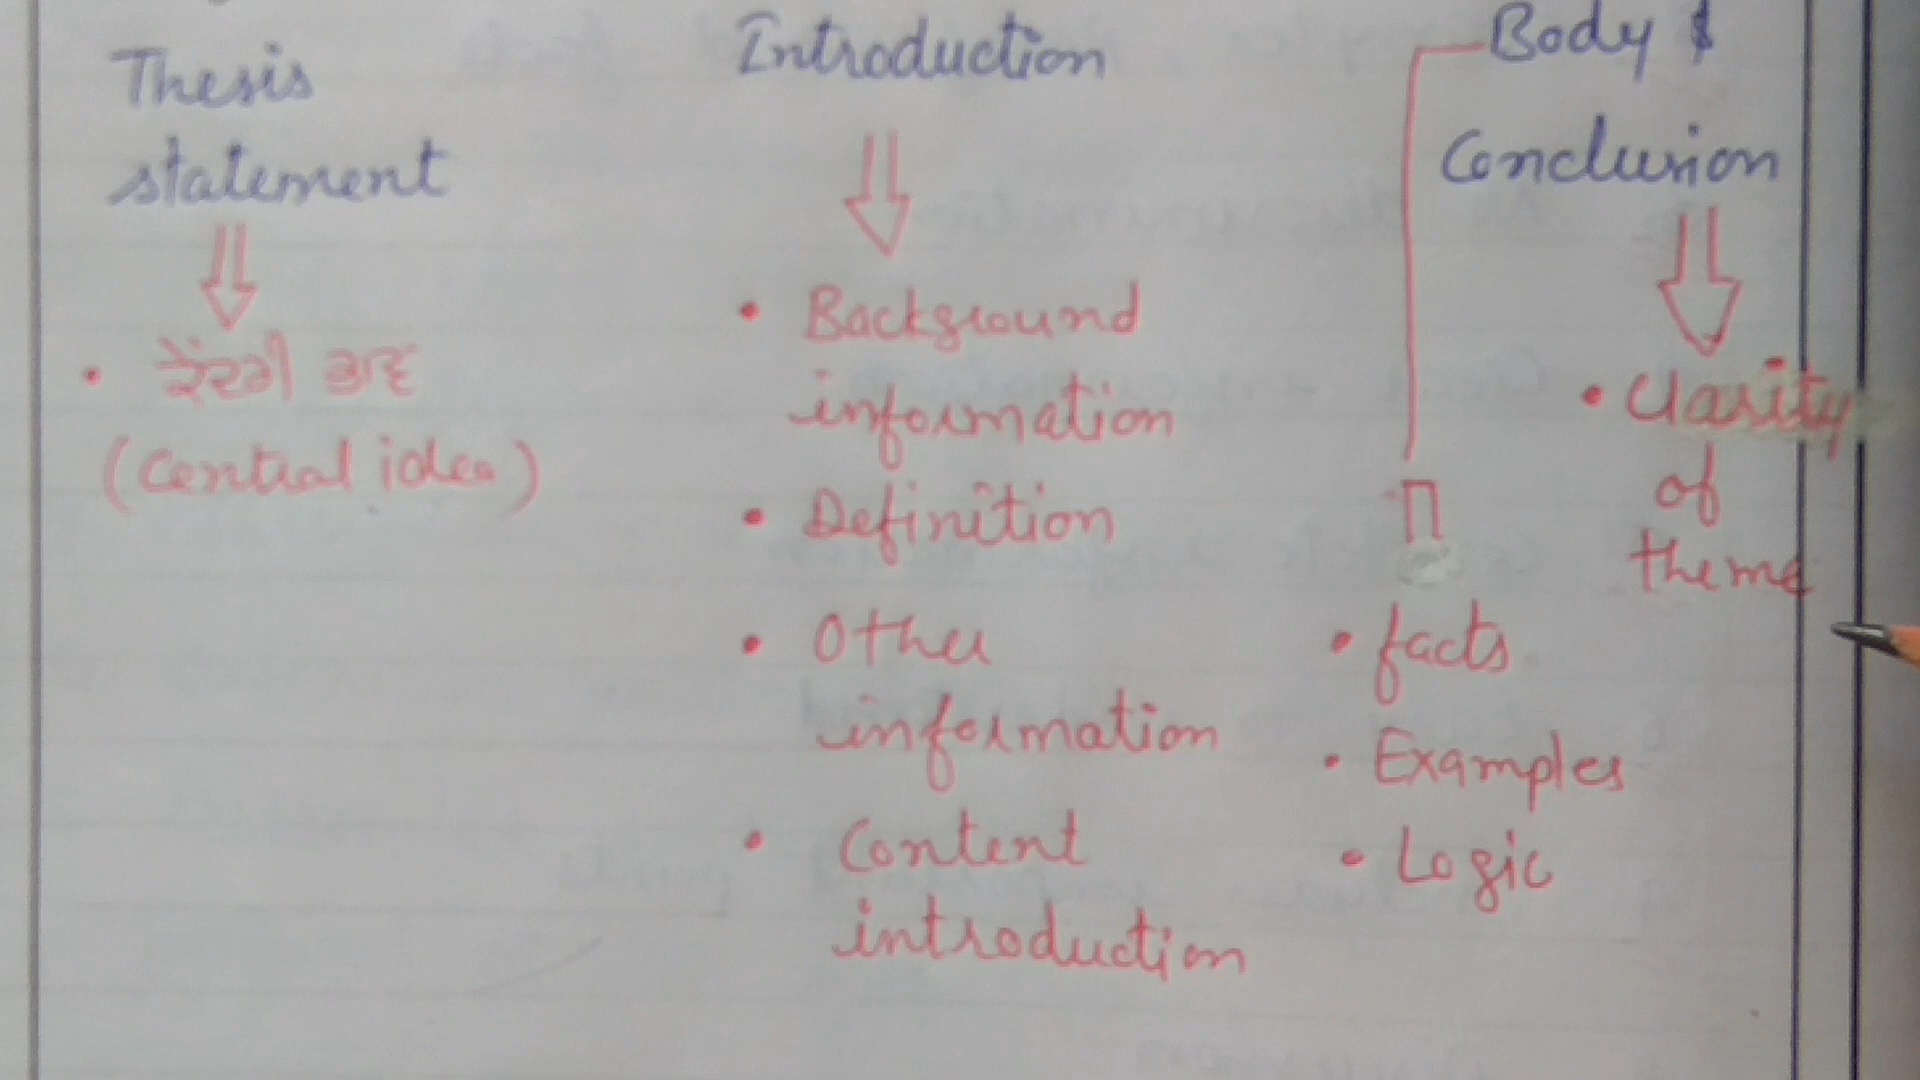 Thesis
statement
• ਕੇਂਦਰੀ ਭਾਵ
(Central idea)
Introduction
• Background
information
• Definition
• Other
information
• Content
introduction
Body &
Conclusion
• facts
• Examples
• Logic
• Clarity
of
theme